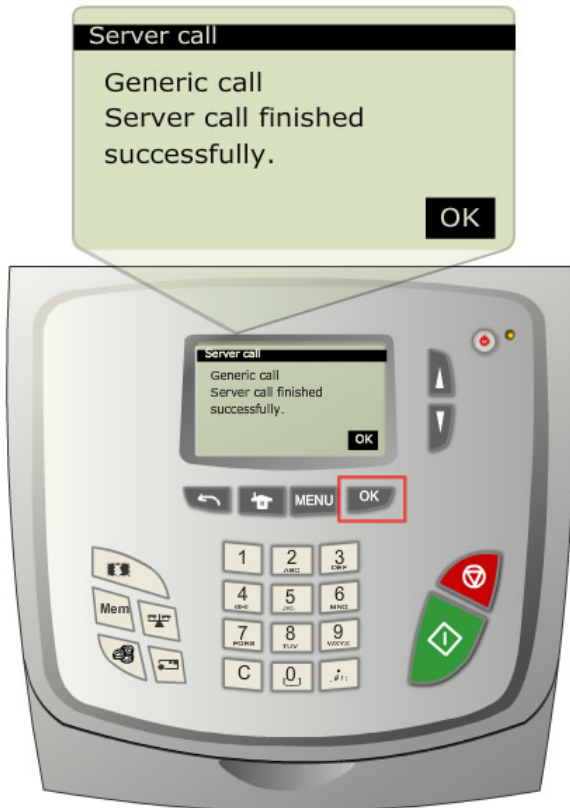 Server call
Generic call
Server call finished
successfully.
OK
Server call
Generic call
Server call finished
successfully.
OK
MENU OK
1 2 3
ABC DEF
Mem 4 5 6
JKL MNO
7 8 9
TUV WXYZ
C 0